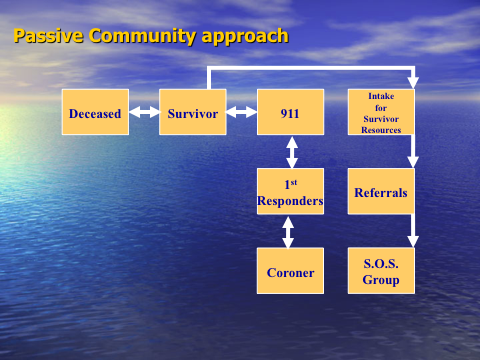 Passive Community approach
Deceased
Survivor
911
Intake
for
Survivor
Resources
1st
Responders
Referrals
Coroner
S.O.S.
Group